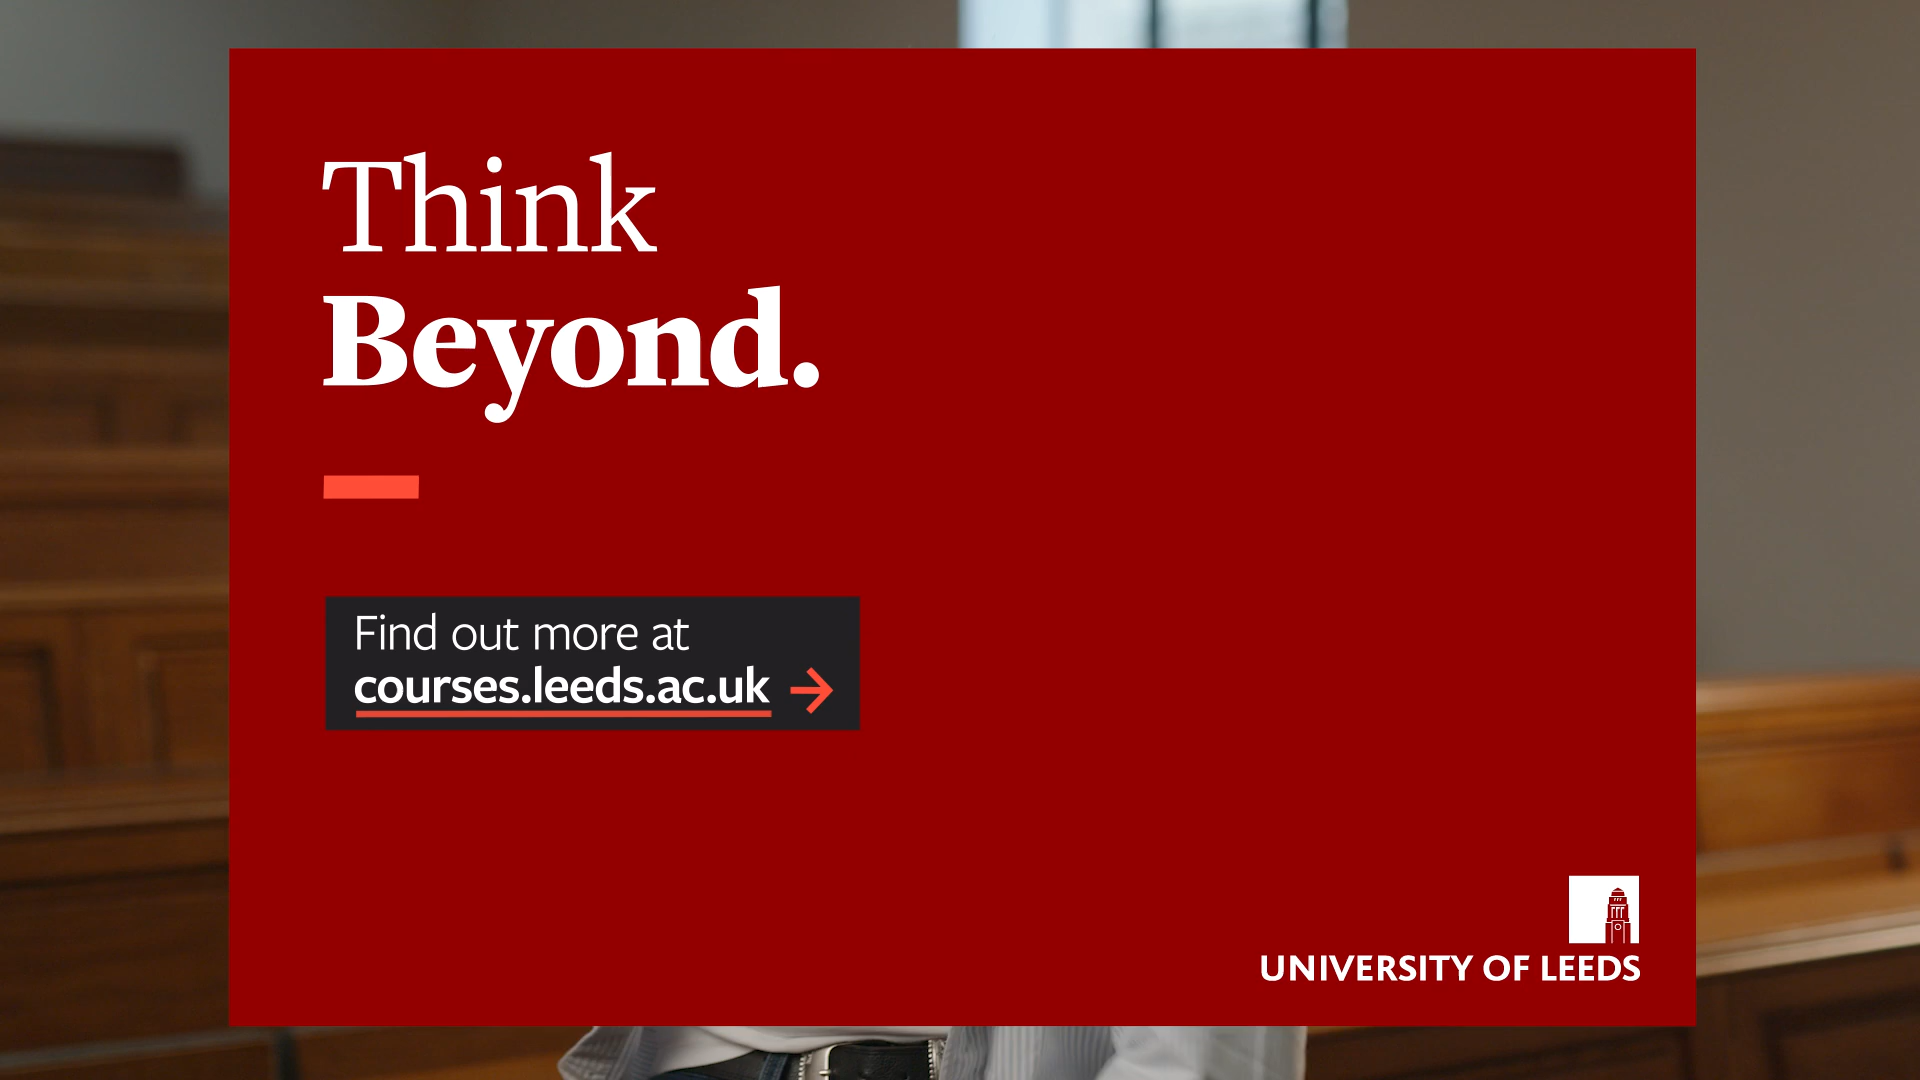 Think
Beyond.
Find out more at
courses.leeds.ac.uk
UNIVERSITY OF LEEDS